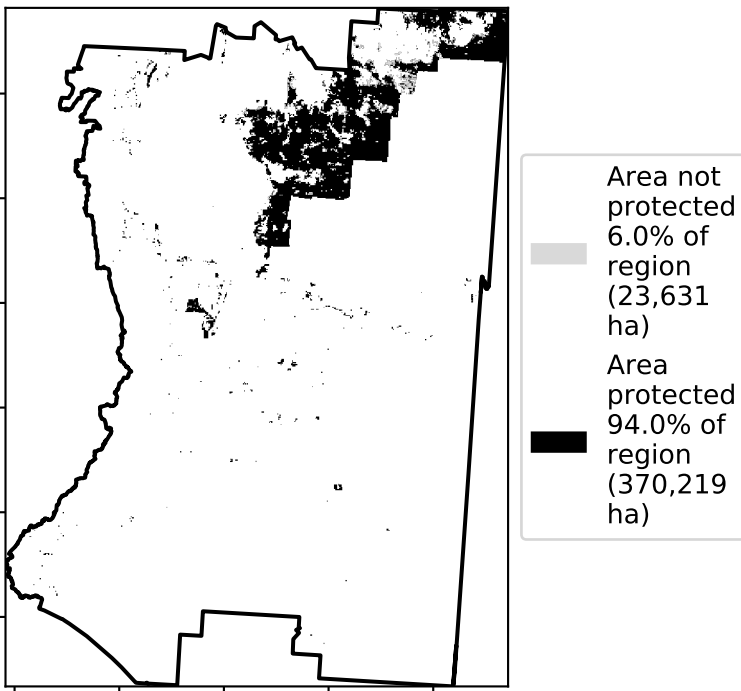 Area not
protected
6.0% of
region
(23,631
ha)
Area
protected
94.0% of
region
(370,219
ha)